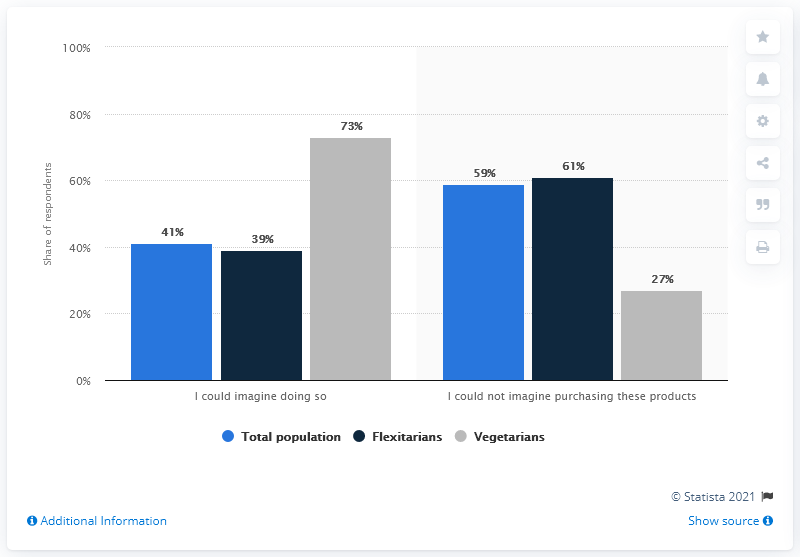 100%
80%
60%
40%
20%
0%
Share of respondents
41%
39%
73%
59%
61%
27%
I could imagine doing so
I could not imagine purchasing these products
Total population
Flexitarians
Vegetarians
© Statista 2021
Additional Information
Show source